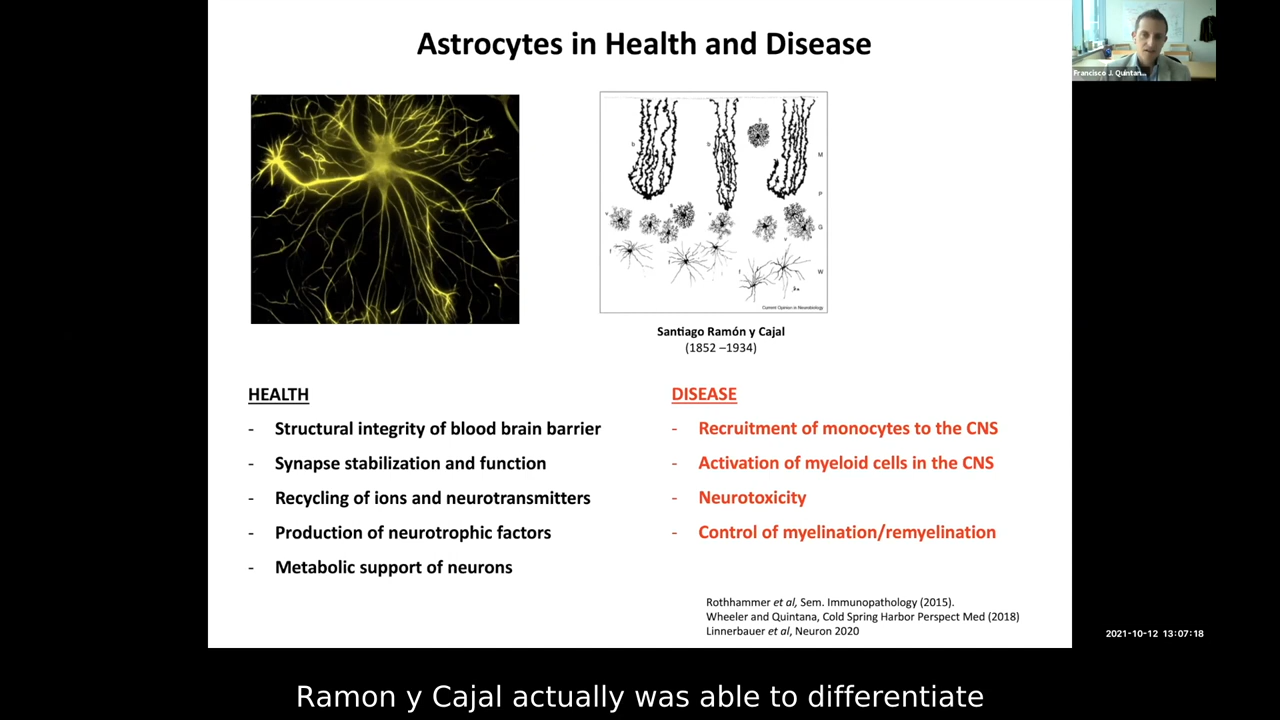 Astrocytes in Health and Disease
Francisco J. Quintan...
s
b
b
M
P
v
s
v
G
f
f
v
f
W
Current Opinion in Neurobiology
Santiago Ramón y Cajal
(1852 –1934)
HEALTH
- Structural integrity of blood brain barrier
- Synapse stabilization and function
- Recycling of ions and neurotransmitters
- Production of neurotrophic factors
- Metabolic support of neurons
DISEASE
- Recruitment of monocytes to the CNS
- Activation of myeloid cells in the CNS
- Neurotoxicity
- Control of myelination/remyelination
Rothhammer et al, Sem. Immunopathology (2015).
Wheeler and Quintana, Cold Spring Harbor Perspect Med (2018)
Linnerbauer et al, Neuron 2020
2021-10-12 13:07:18
Ramon y Cajal actually was able to differentiate